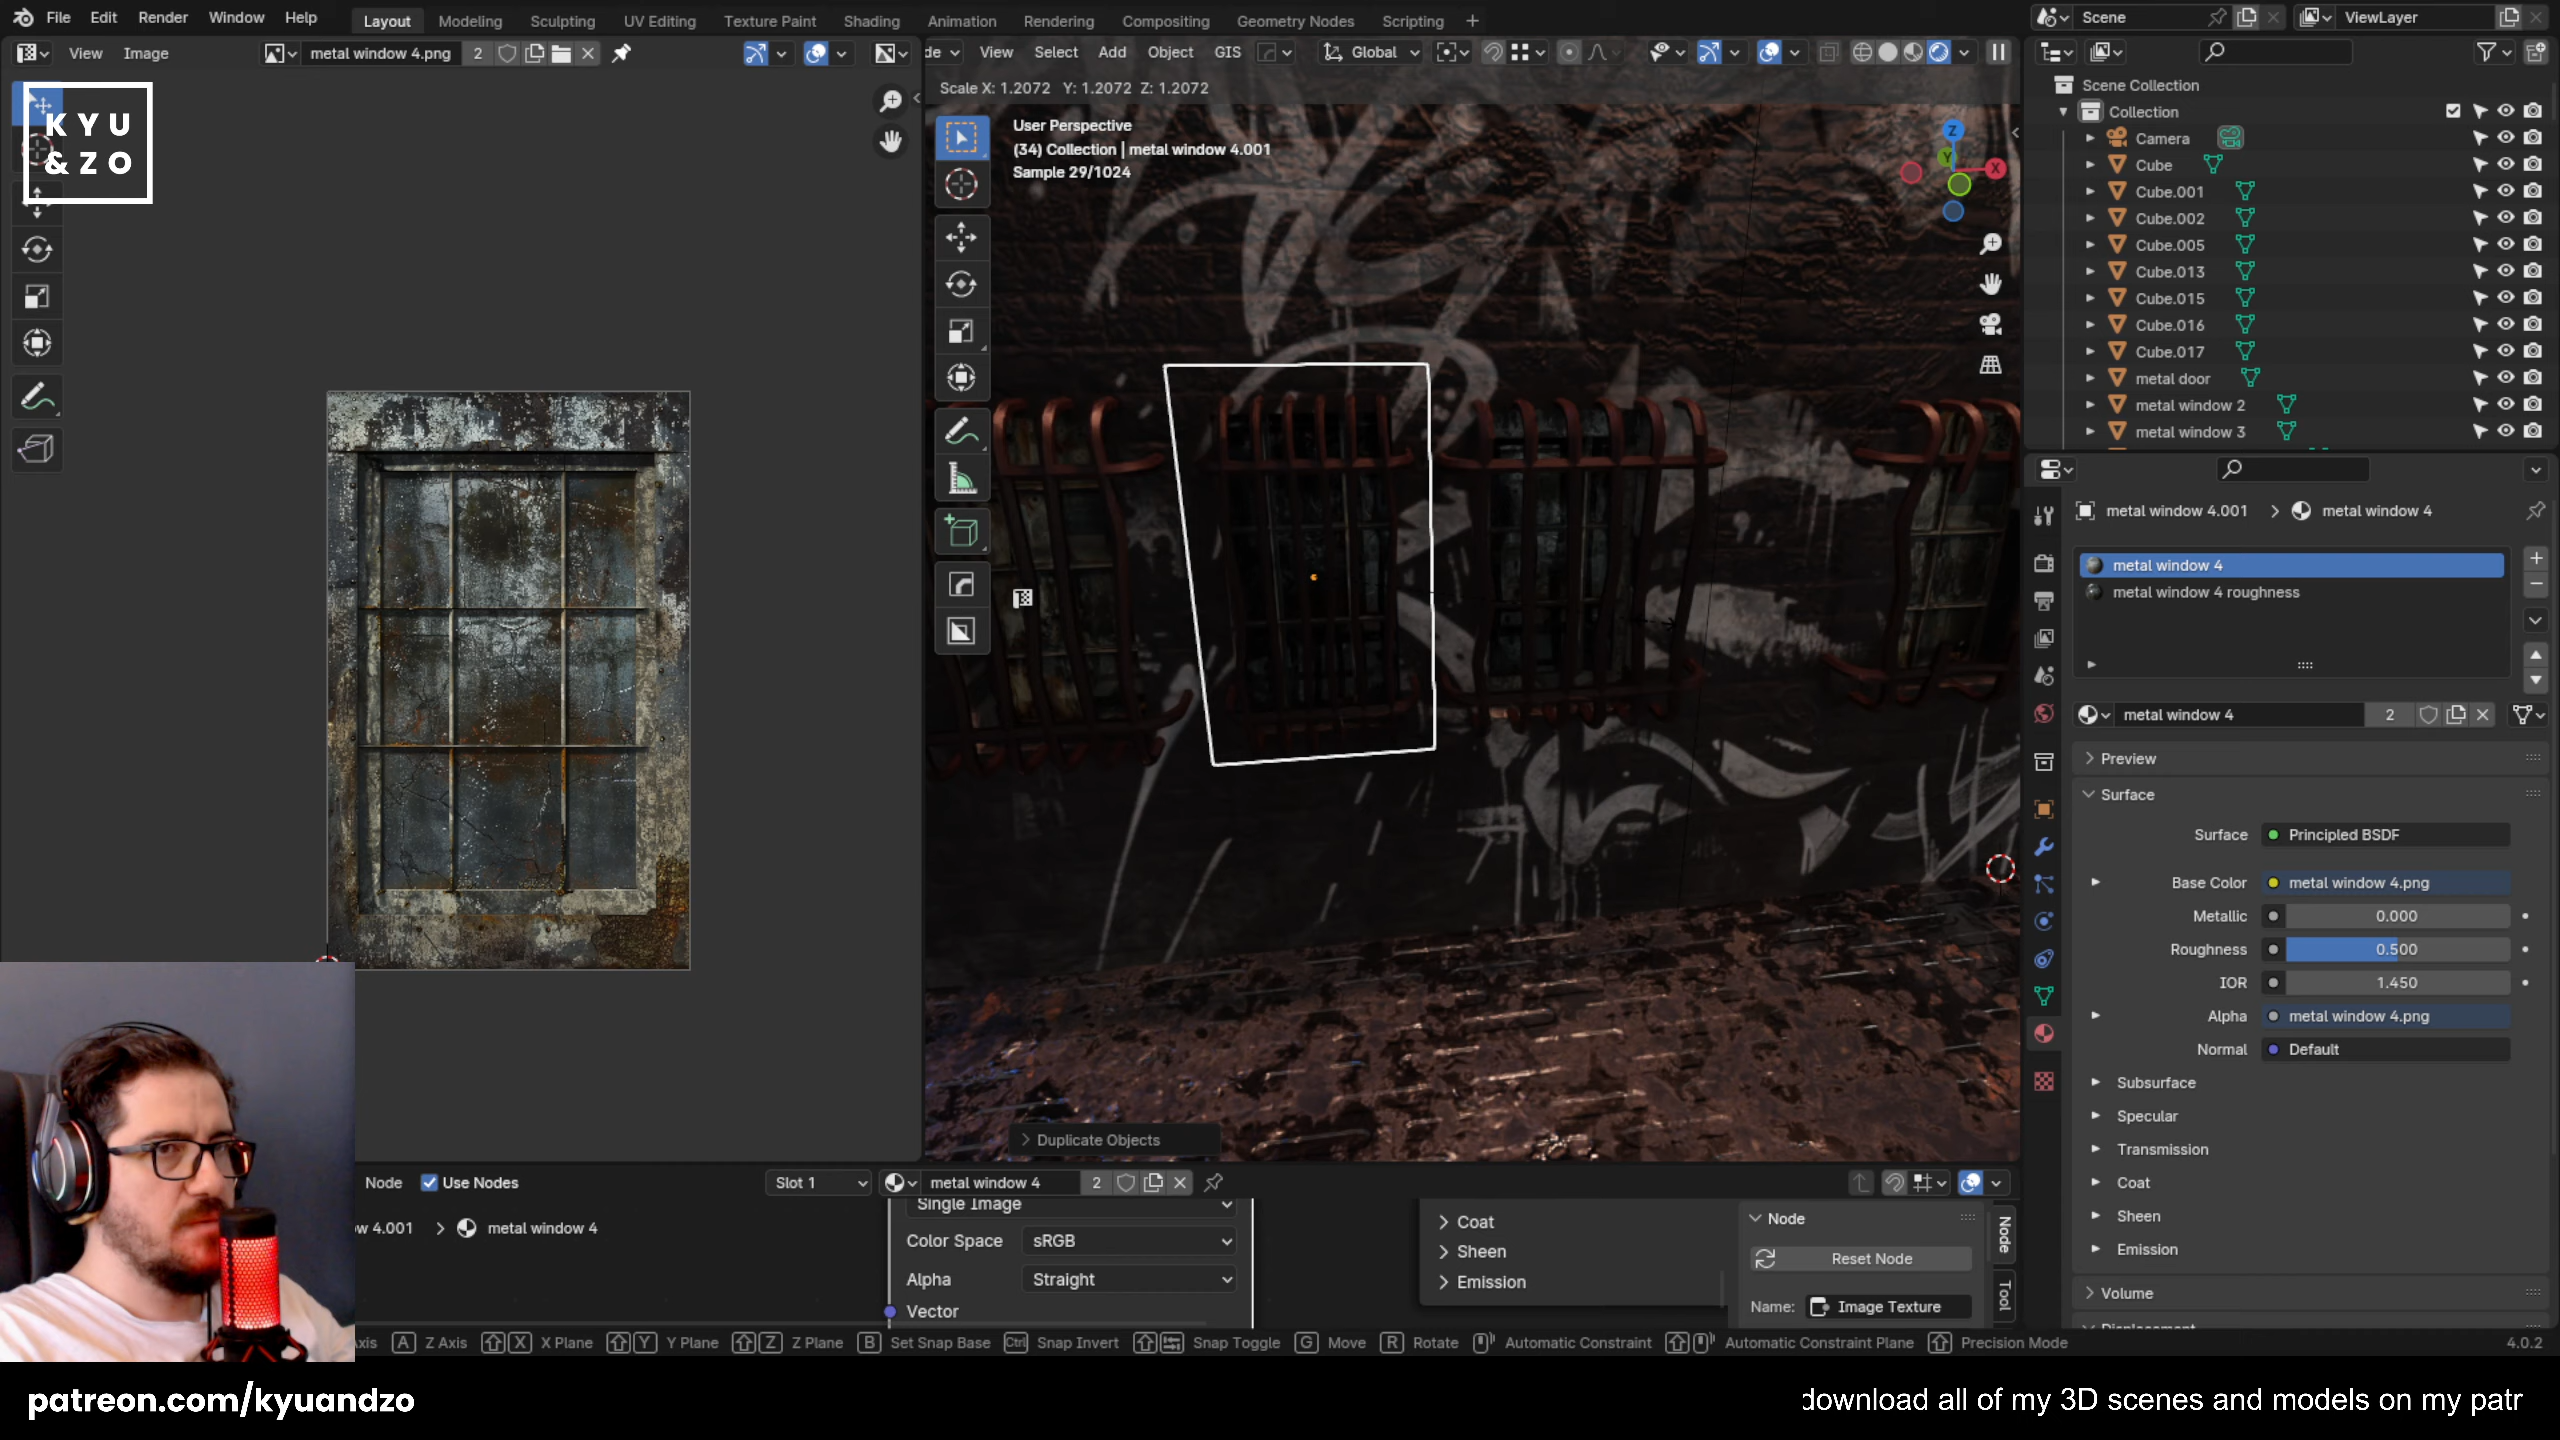 File Edit Render Window Help
Layout Modeling Sculpting UV Editing Texture Paint Shading Animation Rendering Compositing Geometry Nodes Scripting +
Scene
ViewLayer
View Image
metal window 4.png 2
de View Select Add Object GIS
Global
KYU
&ZO
Scale X: 1.2072 Y: 1.2072 Z: 1.2072
User Perspective
(34) Collection | metal window 4.001
Sample 29/1024
Z
Y
X
Scene Collection
Collection
Camera
Cube
Cube.001
Cube.002
Cube.005
Cube.013
Cube.015
Cube.016
Cube.017
metal door
metal window 2
metal window 3
metal window 4.001 > metal window 4
metal window 4
metal window 4 roughness
metal window 4 2
Preview
Surface
Surface Principled BSDF
Base Color metal window 4.png
Metallic 0.000
Roughness 0.500
IOR 1.450
Alpha metal window 4.png
Normal Default
Subsurface
Specular
Transmission
Coat
Sheen
Emission
Volume
Duplicate Objects
Node Use Nodes
Slot 1
metal window 4 2
w 4.001 > metal window 4
Single Image
Color Space sRGB
Alpha Straight
Vector
Coat
Sheen
Emission
Node
Reset Node
Name: Image Texture
Node
Tool
xis A Z Axis X X Plane Y Y Plane Z Z Plane B Set Snap Base Ctrl Snap Invert Snap Toggle G Move R Rotate Automatic Constraint Automatic Constraint Plane Precision Mode
4.0.2
patreon.com/kyuandzo
download all of my 3D scenes and models on my patr